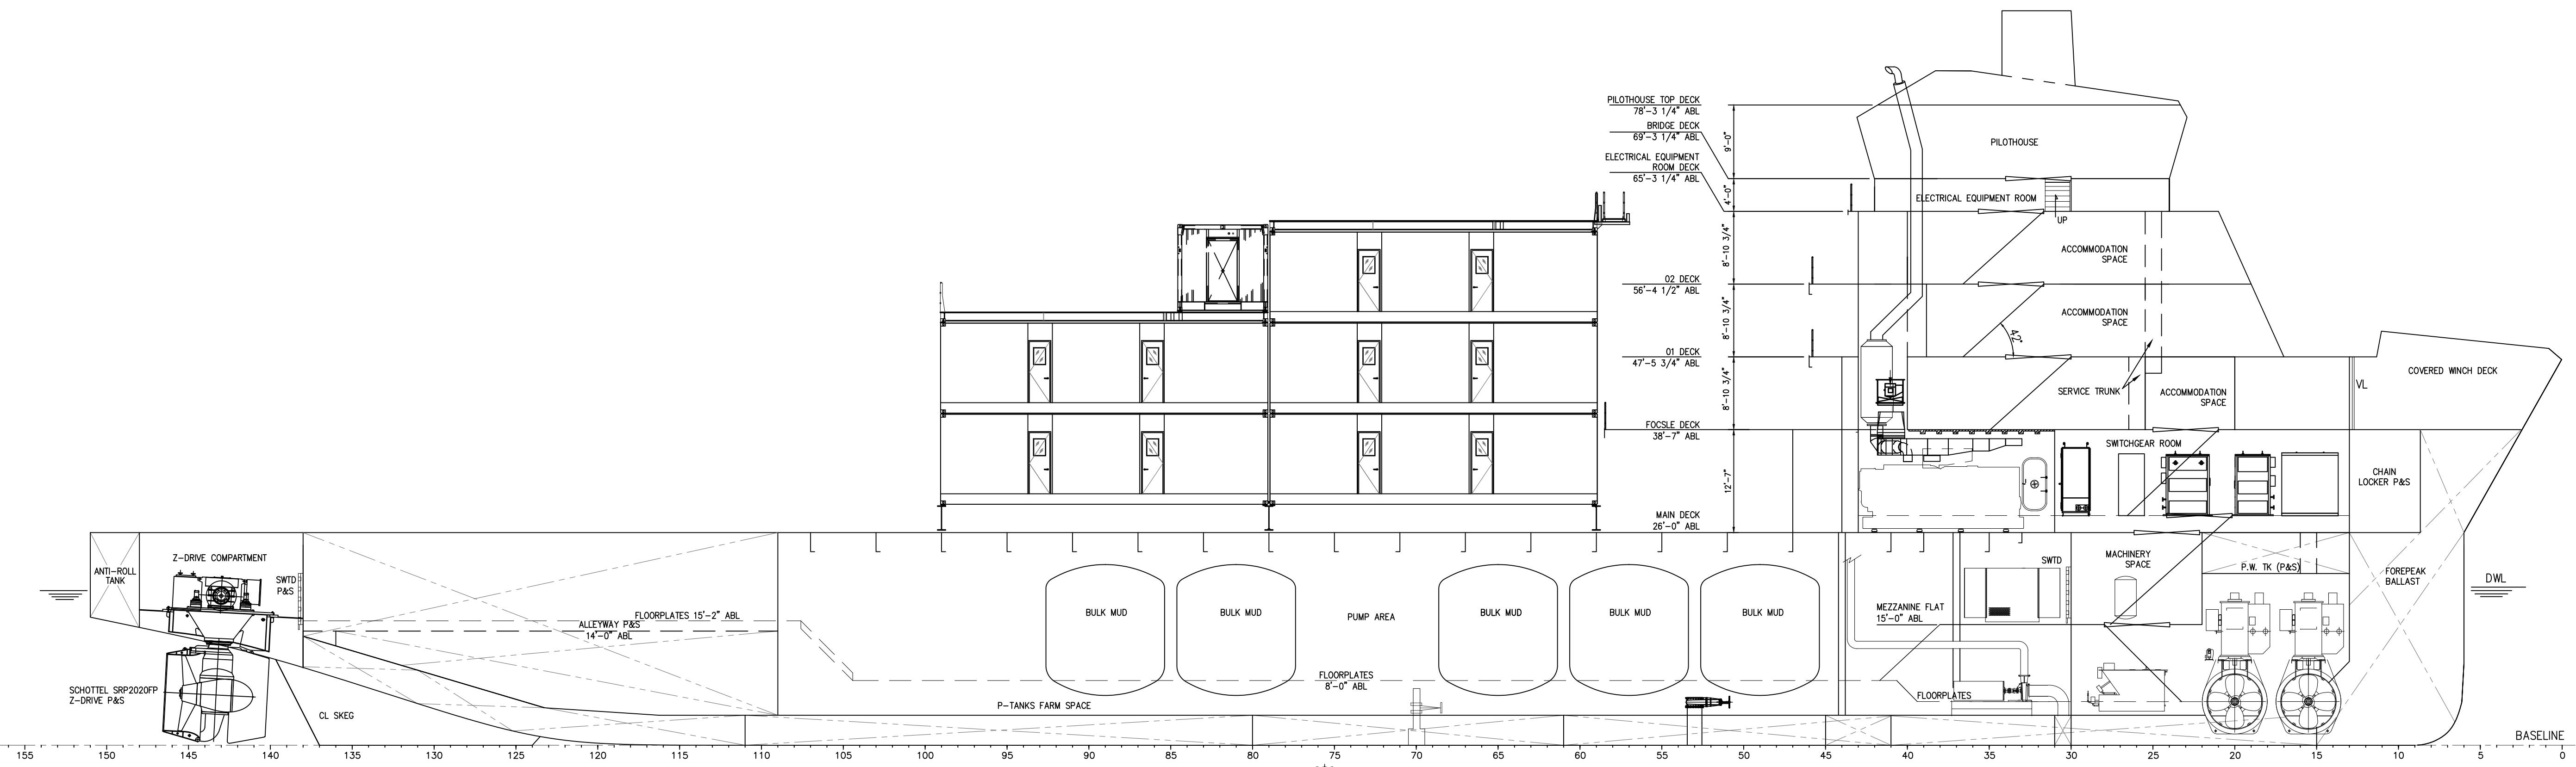 PILOTHOUSE TOP DECK
78'-3 1/4" ABL
BRIDGE DECK
69'-3 1/4" ABL
ELECTRICAL EQUIPMENT
ROOM DECK
65'-3 1/4" ABL
9'-0"
4'-0"
PILOTHOUSE
ELECTRICAL EQUIPMENT ROOM
UP
8'-10 3/4"
ACCOMMODATION
SPACE
02 DECK
56'-4 1/2" ABL
8'-10 3/4"
ACCOMMODATION
SPACE
42°
01 DECK
47'-5 3/4" ABL
8'-10 3/4"
SERVICE TRUNK
ACCOMMODATION
SPACE
VL
COVERED WINCH DECK
FOCSLE DECK
38'-7" ABL
12'-7"
SWITCHGEAR ROOM
CHAIN
LOCKER P&S
MAIN DECK
26'-0" ABL
ANTI-ROLL
TANK
Z-DRIVE COMPARTMENT
SWTD
P&S
FLOORPLATES 15'-2" ABL
ALLEYWAY P&S
14'-0" ABL
BULK MUD
BULK MUD
PUMP AREA
BULK MUD
BULK MUD
BULK MUD
MEZZANINE FLAT
15'-0" ABL
SWTD
MACHINERY
SPACE
P.W. TK (P&S)
FOREPEAK
BALLAST
DWL
SCHOTTEL SRP2020FP
Z-DRIVE P&S
CL SKEG
FLOORPLATES
8'-0" ABL
P-TANKS FARM SPACE
FLOORPLATES
BASELINE
155 150 145 140 135 130 125 120 115 110 105 100 95 90 85 80 75 70 65 60 55 50 45 40 35 30 25 20 15 10 5 0